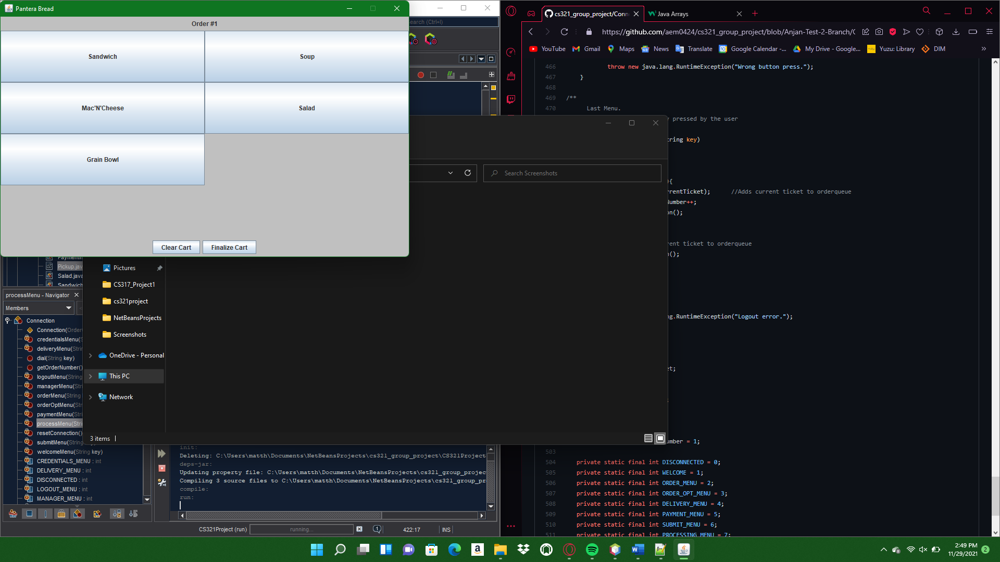 Pantera Bread
Order #1
Sandwich
Soup
Mac'N'Cheese
Salad
Grain Bowl
Clear Cart
Finalize Cart
earch (Ctrl+I)
cs321_group_project/Conn
Java Arrays
https://github.com/aem0424/cs321_group_project/blob/Anjan-Test-2-Branch/C
YouTube
Gmail
Maps
News
Translate
Google Calendar -...
My Drive - Google...
Yuzu: Library
DIM
466 throw new java.lang.RuntimeException("Wrong button press.");
467 }
468
469 /**
470 Last Menu.
pressed by the user
tring key)
){
rrentTicket); //Adds current ticket to orderqueue
Number++;
on();
ent ticket to orderqueue
n();
ng.RuntimeException("Logout error.");
et;
;
umber = 1;
503
504 private static final int DISCONNECTED = 0;
505 private static final int WELCOME = 1;
506 private static final int ORDER_MENU = 2;
507 private static final int ORDER_OPT_MENU = 3;
508 private static final int DELIVERY_MENU = 4;
509 private static final int PAYMENT_MENU = 5;
510 private static final int SUBMIT_MENU = 6;
511 private static final int PROCESSING_MENU = 7;
Search Screenshots
Pictures
CS317_Project1
cs321project
NetBeansProjects
Screenshots
OneDrive - Personal
This PC
Network
3 items
Pickup.jav
Salad.java
Sandwich
processMenu - Navigator
Members
Connection
Connection(Order
credentialsMenu(S
deliveryMenu(Strin
dial(String key)
getOrderNumber()
logoutMenu(String
managerMenu(Stri
orderMenu(String
orderOptMenu(Str
paymentMenu(Stri
processMenu(Stri
resetConnection()
submitMenu(String key)
welcomeMenu(String key)
CREDENTIALS_MENU : int
DELIVERY_MENU : int
DISCONNECTED : int
LOGOUT_MENU : int
MANAGER_MENU : int
init:
Deleting: C:\Users\matth\Documents\NetBeansProjects\cs321_group_project\CS321Project
deps-jar:
Updating property file: C:\Users\matth\Documents\NetBeansProjects\cs321_group_projec
Compiling 3 source files to C:\Users\matth\Documents\NetBeansProjects\cs321_group_pr
compile:
run:
CS321Project (run)
running...
1
422:17
INS
2:49 PM
11/29/2021
2